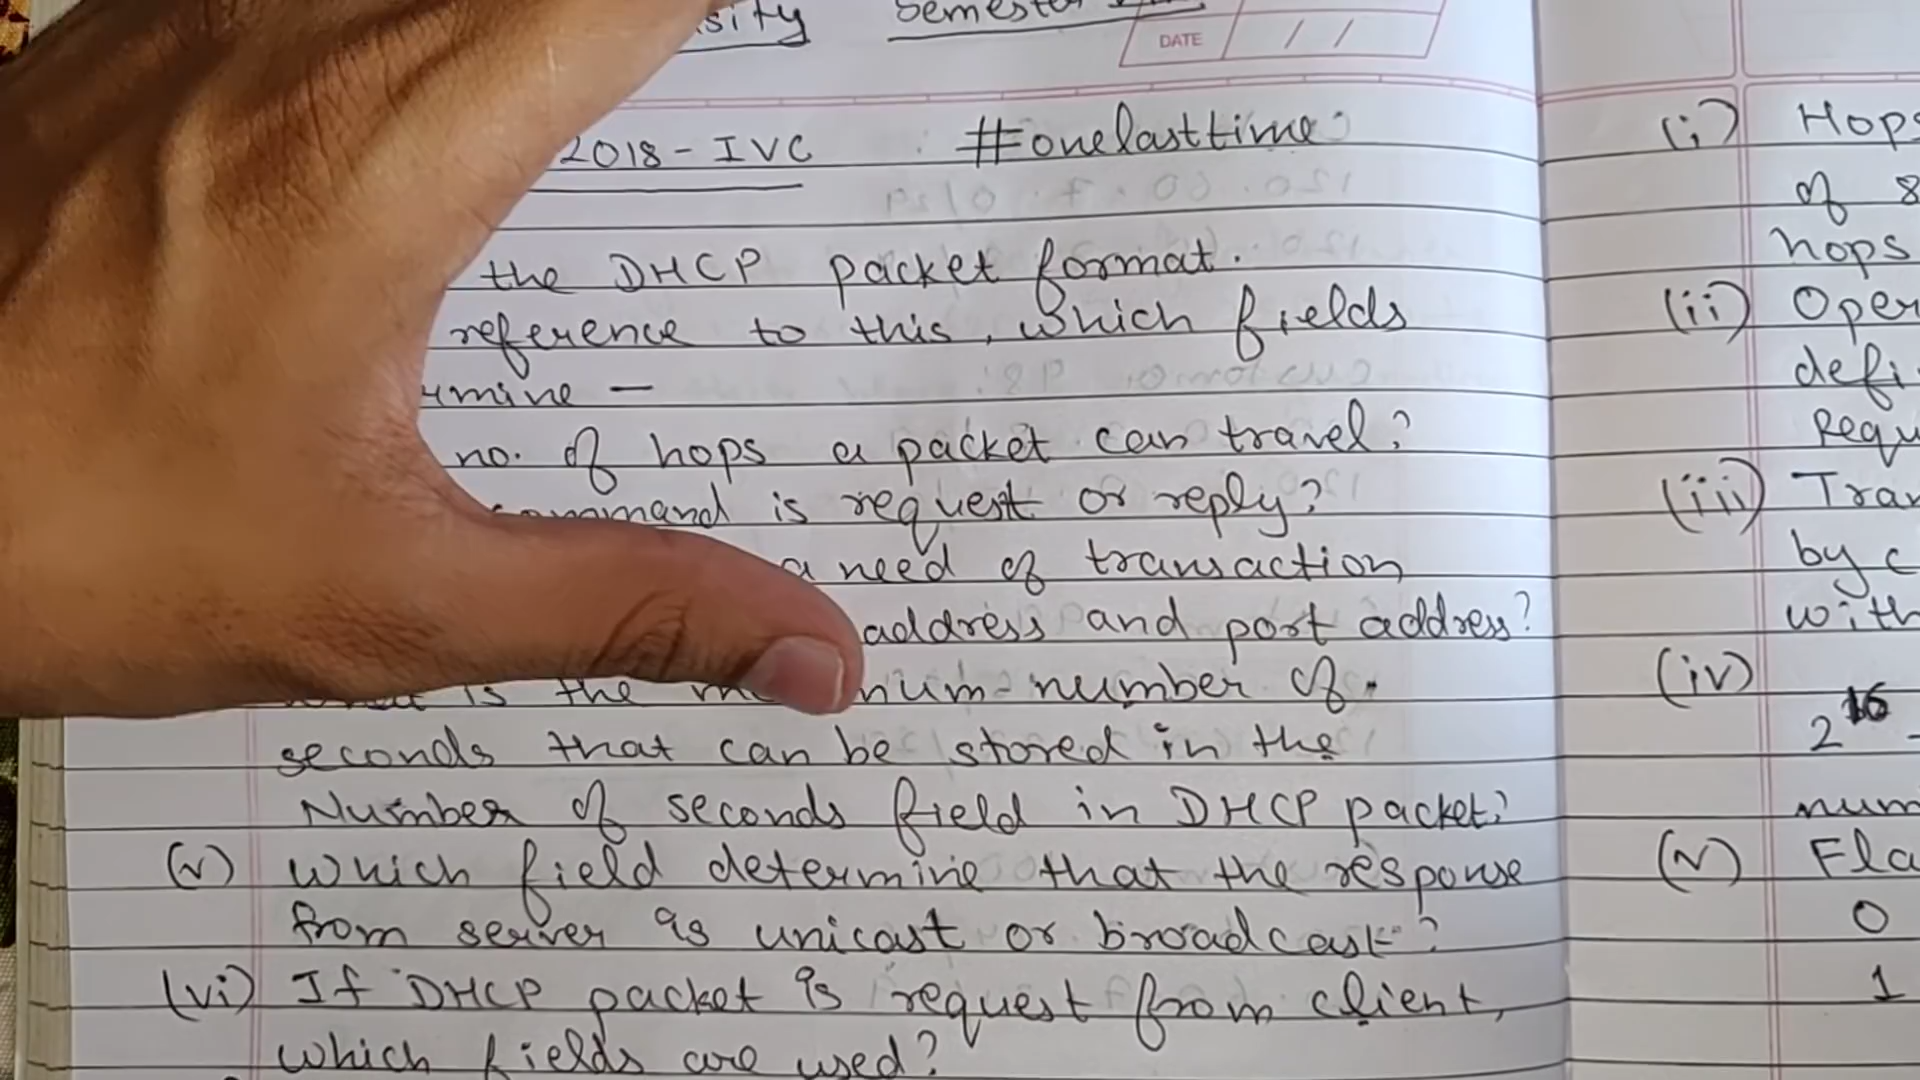 Semester
DATE / /
2018 - IVC #onelasttime
the DHCP packet format.
reference to this, which fields
no. of hops a packet can travel?
command is request or reply?
a need of transaction
address and port address?
is the number of
seconds that can be stored in the
Number of seconds field in DHCP packet?
(v) which field determine that the response
from server is unicast or broadcast?
(vi) If DHCP packet is request from client,
which fields are used?
(i) Hops
of 8
hops
(ii) Oper
defi
requ
(iii) Tran
by c
with
(iv)
2^16 -
num
(v) Fla
0
1